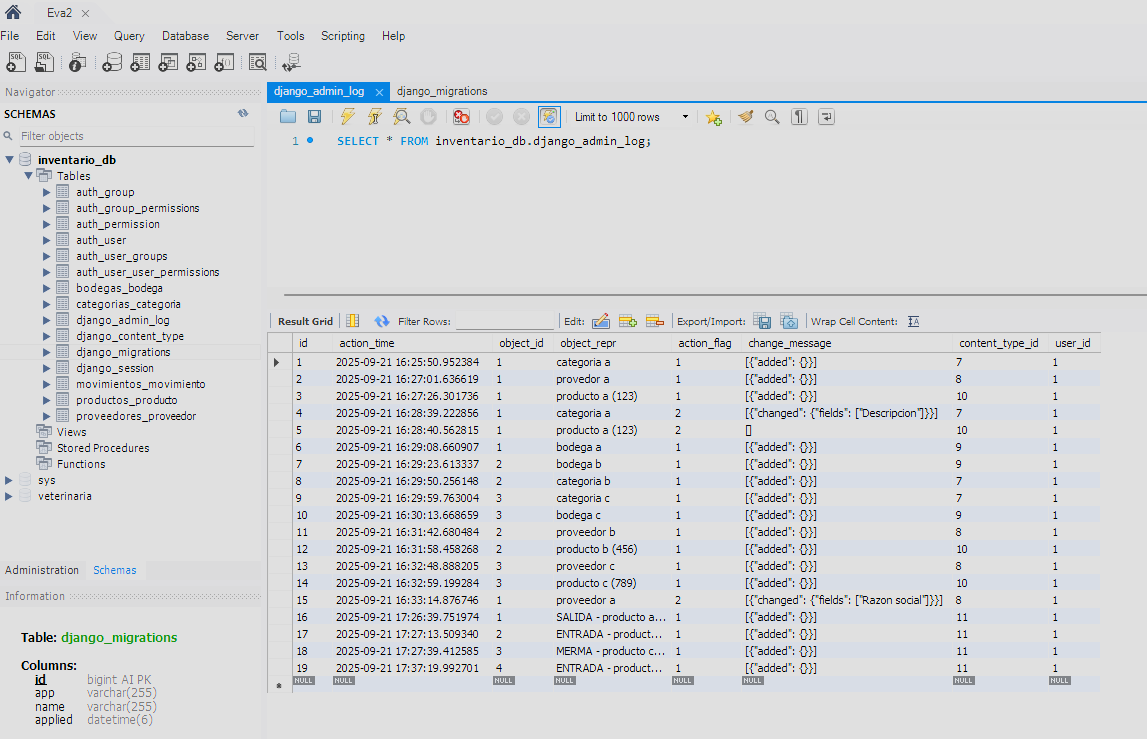 Eva2
File Edit View Query Database Server Tools Scripting Help
Navigator
SCHEMAS
Filter objects
inventario_db
Tables
auth_group
auth_group_permissions
auth_permission
auth_user
auth_user_groups
auth_user_user_permissions
bodegas_bodega
categorias_categoria
django_admin_log
django_content_type
django_migrations
django_session
movimientos_movimiento
productos_producto
proveedores_proveedor
Views
Stored Procedures
Functions
sys
veterinaria
Administration Schemas
Information
Table: django_migrations
Columns:
id bigint AI PK
app varchar(255)
name varchar(255)
applied datetime(6)
django_admin_log django_migrations
Limit to 1000 rows
1 SELECT * FROM inventario_db.django_admin_log;
Result Grid Filter Rows: Edit: Export/Import: Wrap Cell Content:
id action_time object_id object_repr action_flag change_message content_type_id user_id
1 2025-09-21 16:25:50.952384 1 categoria a 1 [{"added": {}}] 7 1
2 2025-09-21 16:27:01.636619 1 provedor a 1 [{"added": {}}] 8 1
3 2025-09-21 16:27:26.301736 1 producto a (123) 1 [{"added": {}}] 10 1
4 2025-09-21 16:28:39.222856 1 categoria a 2 [{"changed": {"fields": ["Descripcion"]}}] 7 1
5 2025-09-21 16:28:40.562815 1 producto a (123) 2 [] 10 1
6 2025-09-21 16:29:08.660907 1 bodega a 1 [{"added": {}}] 9 1
7 2025-09-21 16:29:23.613337 2 bodega b 1 [{"added": {}}] 9 1
8 2025-09-21 16:29:50.256148 2 categoria b 1 [{"added": {}}] 7 1
9 2025-09-21 16:29:59.763004 3 categoria c 1 [{"added": {}}] 7 1
10 2025-09-21 16:30:13.668659 3 bodega c 1 [{"added": {}}] 9 1
11 2025-09-21 16:31:42.680484 2 proveedor b 1 [{"added": {}}] 8 1
12 2025-09-21 16:31:58.458268 2 producto b (456) 1 [{"added": {}}] 10 1
13 2025-09-21 16:32:48.888205 3 proveedor c 1 [{"added": {}}] 8 1
14 2025-09-21 16:32:59.199284 3 producto c (789) 1 [{"added": {}}] 10 1
15 2025-09-21 16:33:14.876746 1 proveedor a 2 [{"changed": {"fields": ["Razon social"]}}] 8 1
16 2025-09-21 17:26:39.751974 1 SALIDA - producto a... 1 [{"added": {}}] 11 1
17 2025-09-21 17:27:13.509340 2 ENTRADA - product... 1 [{"added": {}}] 11 1
18 2025-09-21 17:27:39.412585 3 MERMA - producto c... 1 [{"added": {}}] 11 1
19 2025-09-21 17:37:19.992701 4 ENTRADA - product... 1 [{"added": {}}] 11 1
NULL NULL NULL NULL NULL NULL NULL NULL